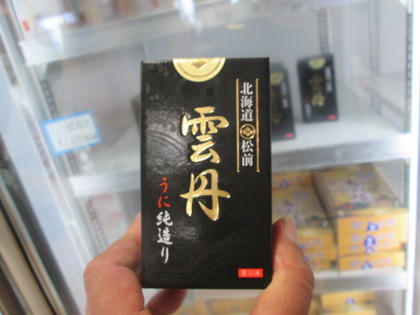 北海道 松前
雲丹
うに純造り